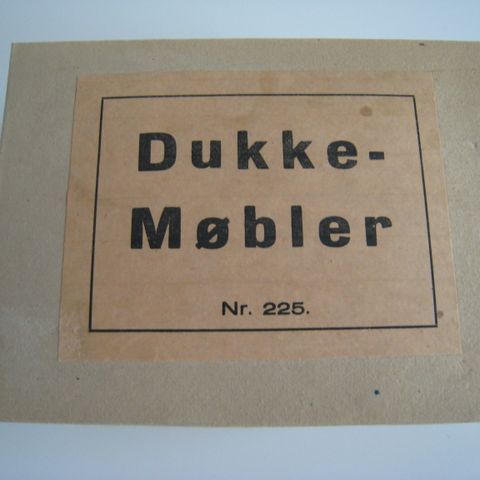 Dukke-
Møbler
Nr. 225.